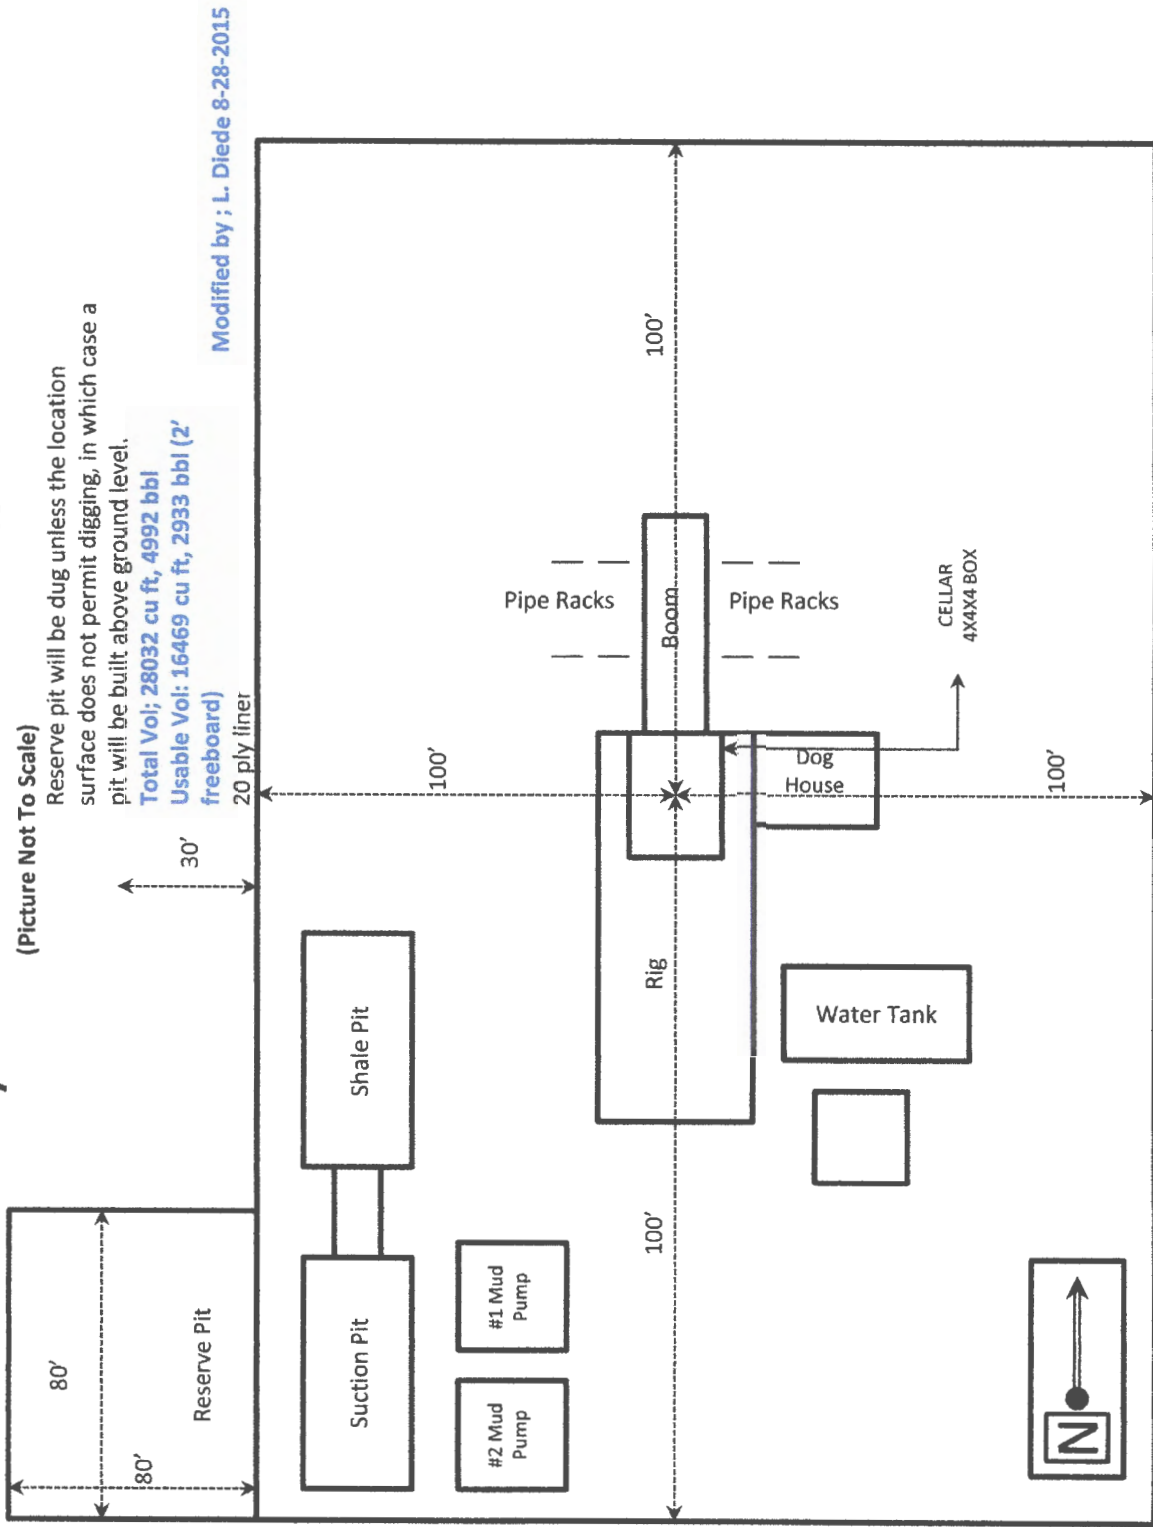 (Picture Not To Scale)
Reserve pit will be dug unless the location
surface does not permit digging, in which case a
pit will be built above ground level.
Total Vol; 28032 cu ft, 4992 bbl
Usable Vol: 16469 cu ft, 2933 bbl (2'
freeboard)
20 ply liner
Modified by ; L. Diede 8-28-2015
80'
80'
Reserve Pit
30'
Suction Pit
Shale Pit
100'
#2 Mud
Pump
#1 Mud
Pump
Pipe Racks
100'
Rig
Boom
100'
Pipe Racks
Dog
House
Water Tank
CELLAR
4X4X4 BOX
100'
N